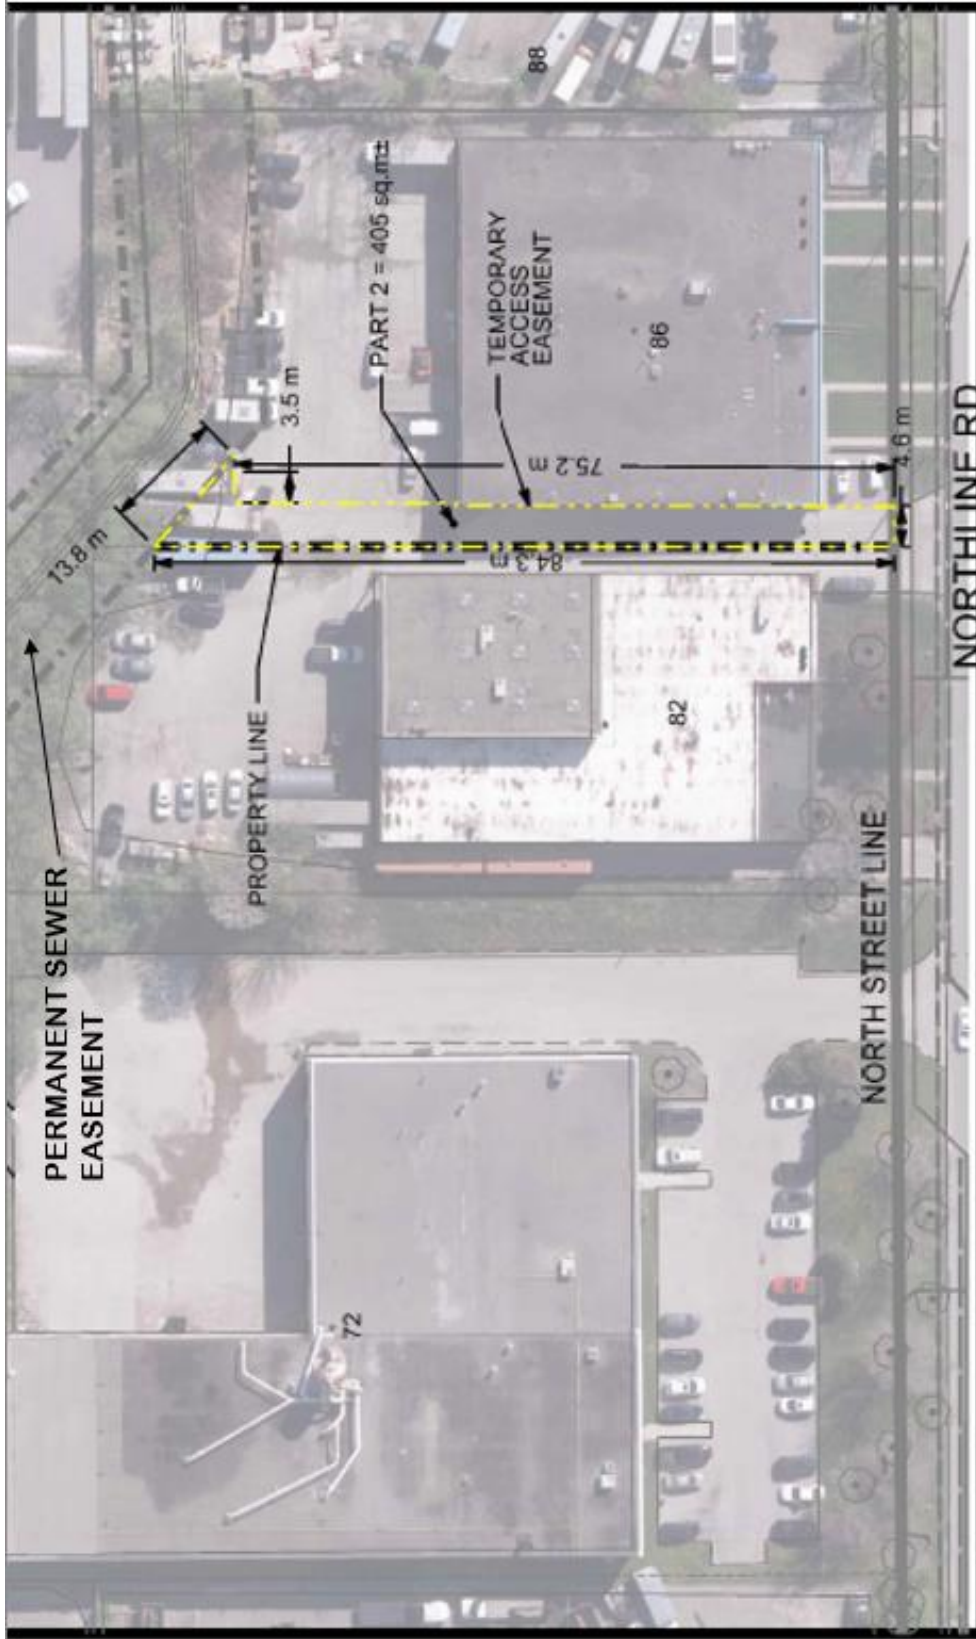 88
PART 2 = 405 sq.m±
TEMPORARY
ACCESS
EASEMENT
86
3.5 m
75.2 m
4.6 m
13.8 m
84.3 m
NORTHLINE RD
PROPERTY LINE
82
PERMANENT SEWER
EASEMENT
NORTH STREET LINE
72